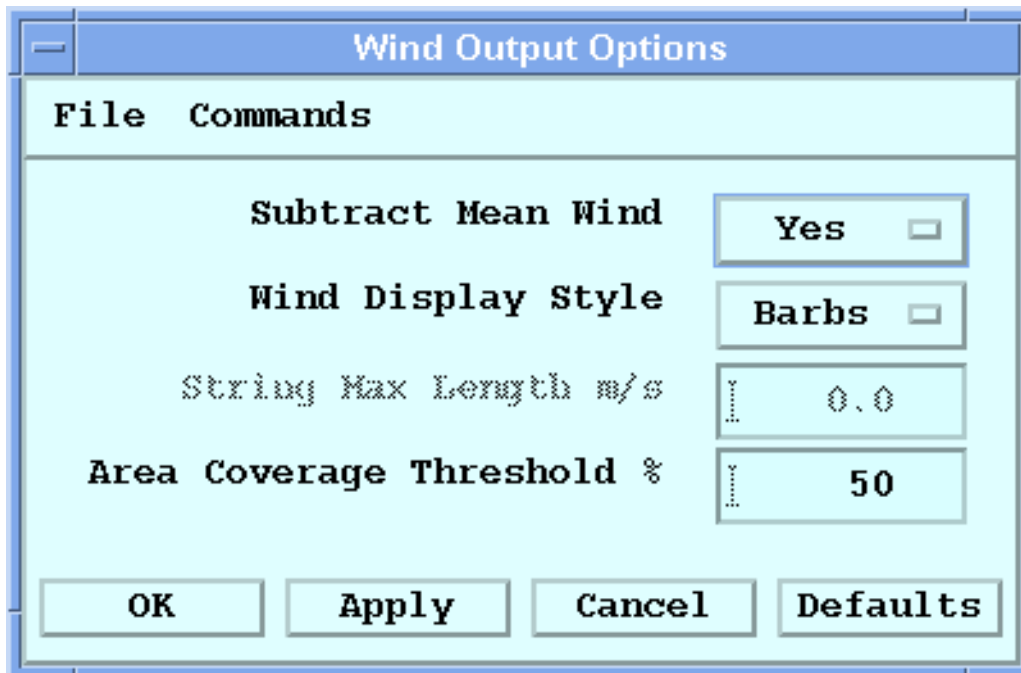 Wind Output Options
File Commands
Subtract Mean Wind Yes
Wind Display Style Barbs
String Max Length m/s 0.0
Area Coverage Threshold % 50
OK Apply Cancel Defaults